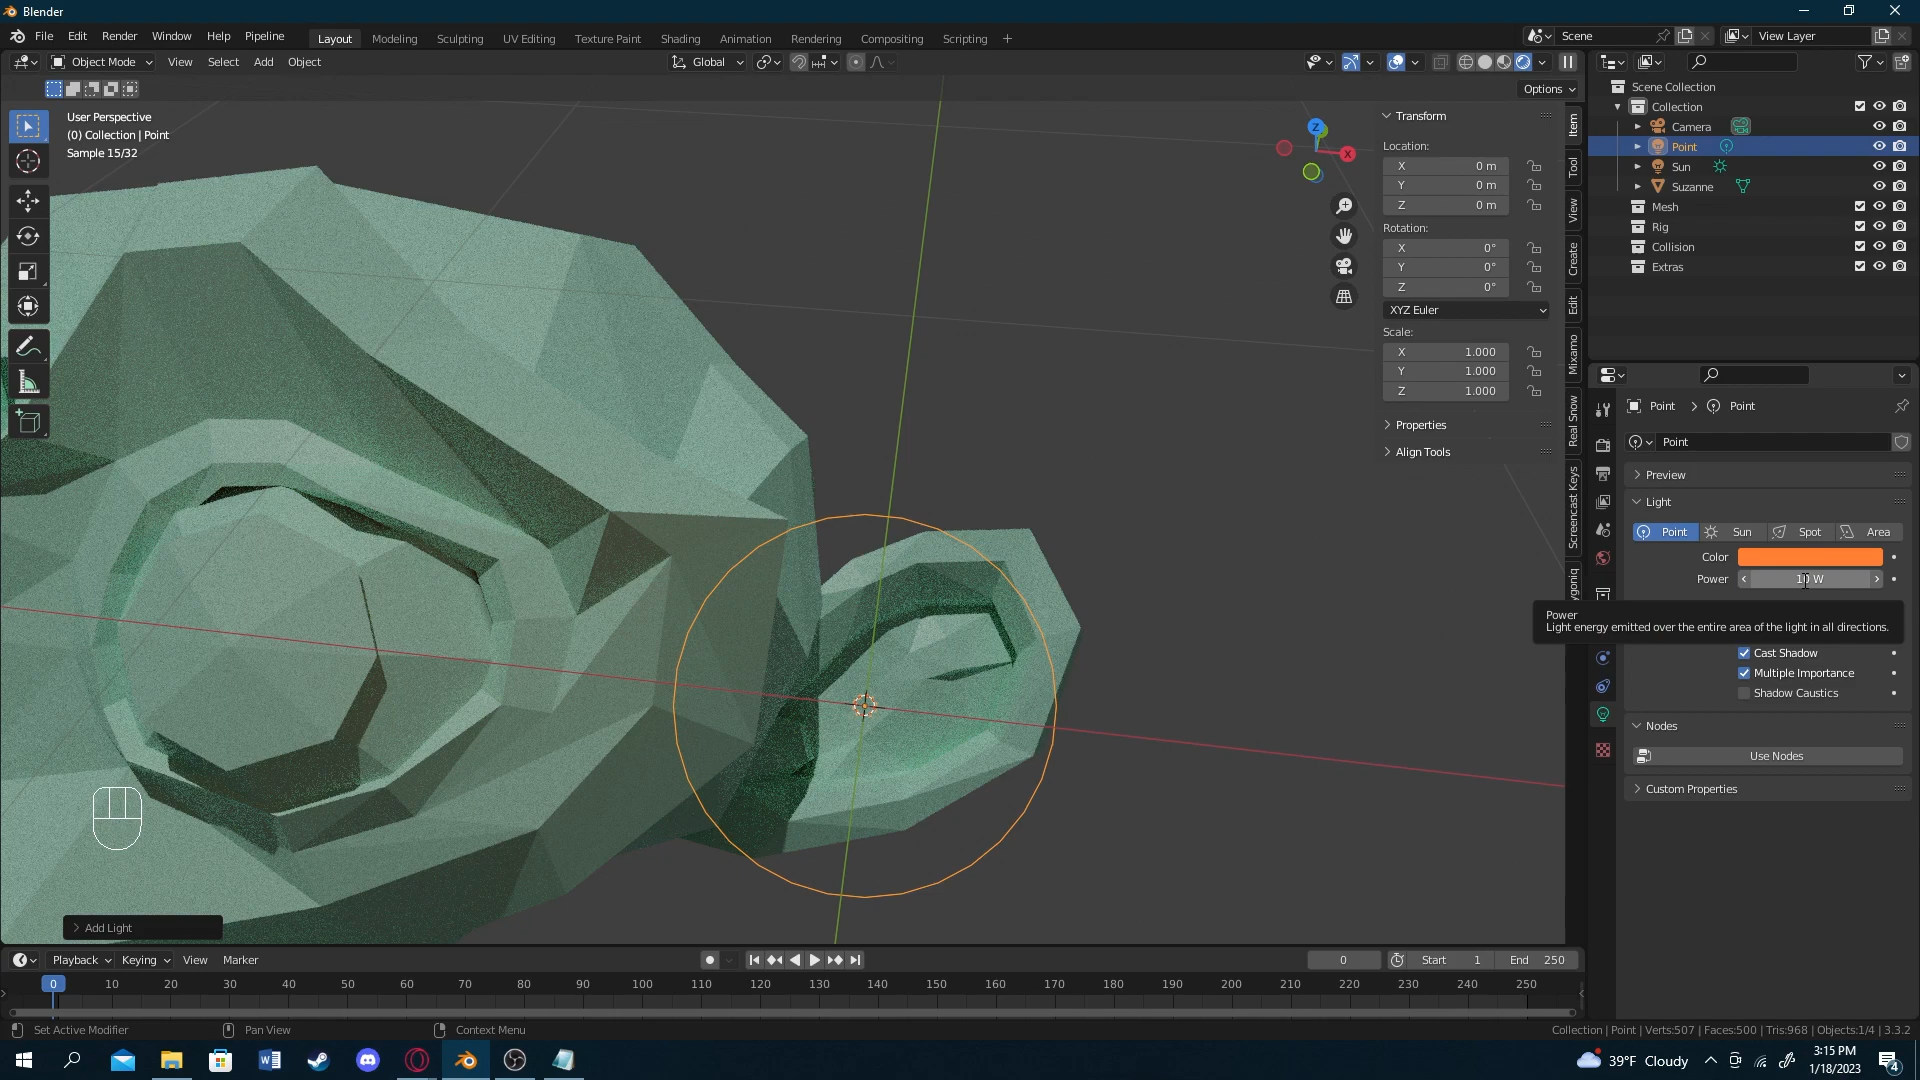 Blender
File Edit Render Window Help Pipeline
Layout Modeling Sculpting UV Editing Texture Paint Shading Animation Rendering Compositing Scripting +
Scene
View Layer
Object Mode View Select Add Object
Global
Options
User Perspective
(0) Collection | Point
Sample 15/32
Z
X
Transform
Location:
X 0 m
Y 0 m
Z 0 m
Rotation:
X 0°
Y 0°
Z 0°
XYZ Euler
Scale:
X 1.000
Y 1.000
Z 1.000
Properties
Align Tools
Item
Tool
View
Create
Edit
Mixamo
Real Snow
Screencast Keys
Scene Collection
Collection
Camera
Point
Sun
Suzanne
Mesh
Rig
Collision
Extras
Point > Point
Point
Preview
Light
Point Sun Spot Area
Color
Power 10 W
Power
Light energy emitted over the entire area of the light in all directions.
Cast Shadow
Multiple Importance
Shadow Caustics
Nodes
Use Nodes
Custom Properties
Add Light
Playback Keying View Marker
0 Start 1 End 250
0 10 20 30 40 50 60 70 80 90 100 110 120 130 140 150 160 170 180 190 200 210 220 230 240 250
Set Active Modifier Pan View Context Menu
Collection | Point | Verts:507 | Faces:500 | Tris:968 | Objects:1/4 | 3.3.2
39°F Cloudy
3:15 PM
1/18/2023
4